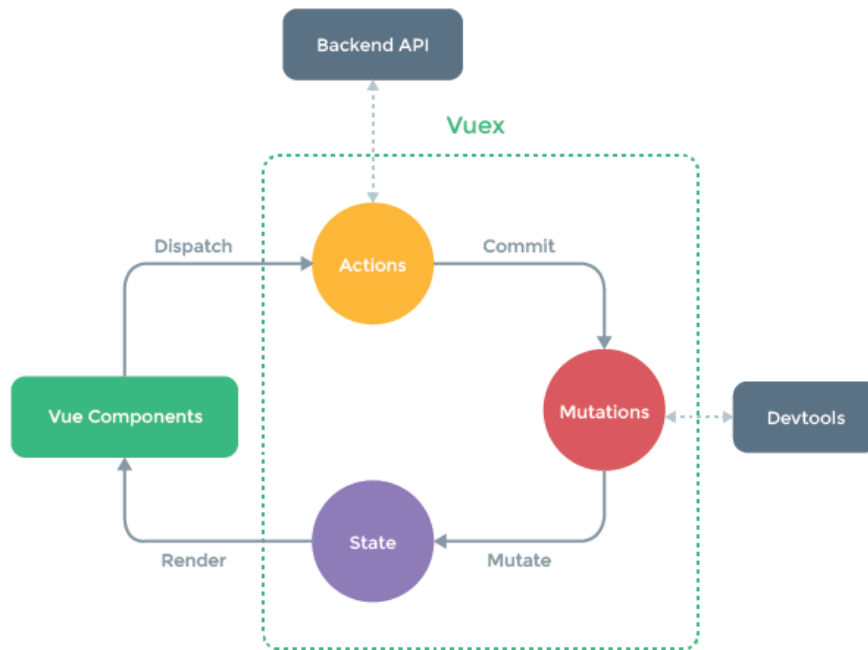 Backend API
Vuex
Dispatch
Actions
Commit
Vue Components
Mutations
Devtools
State
Render
Mutate